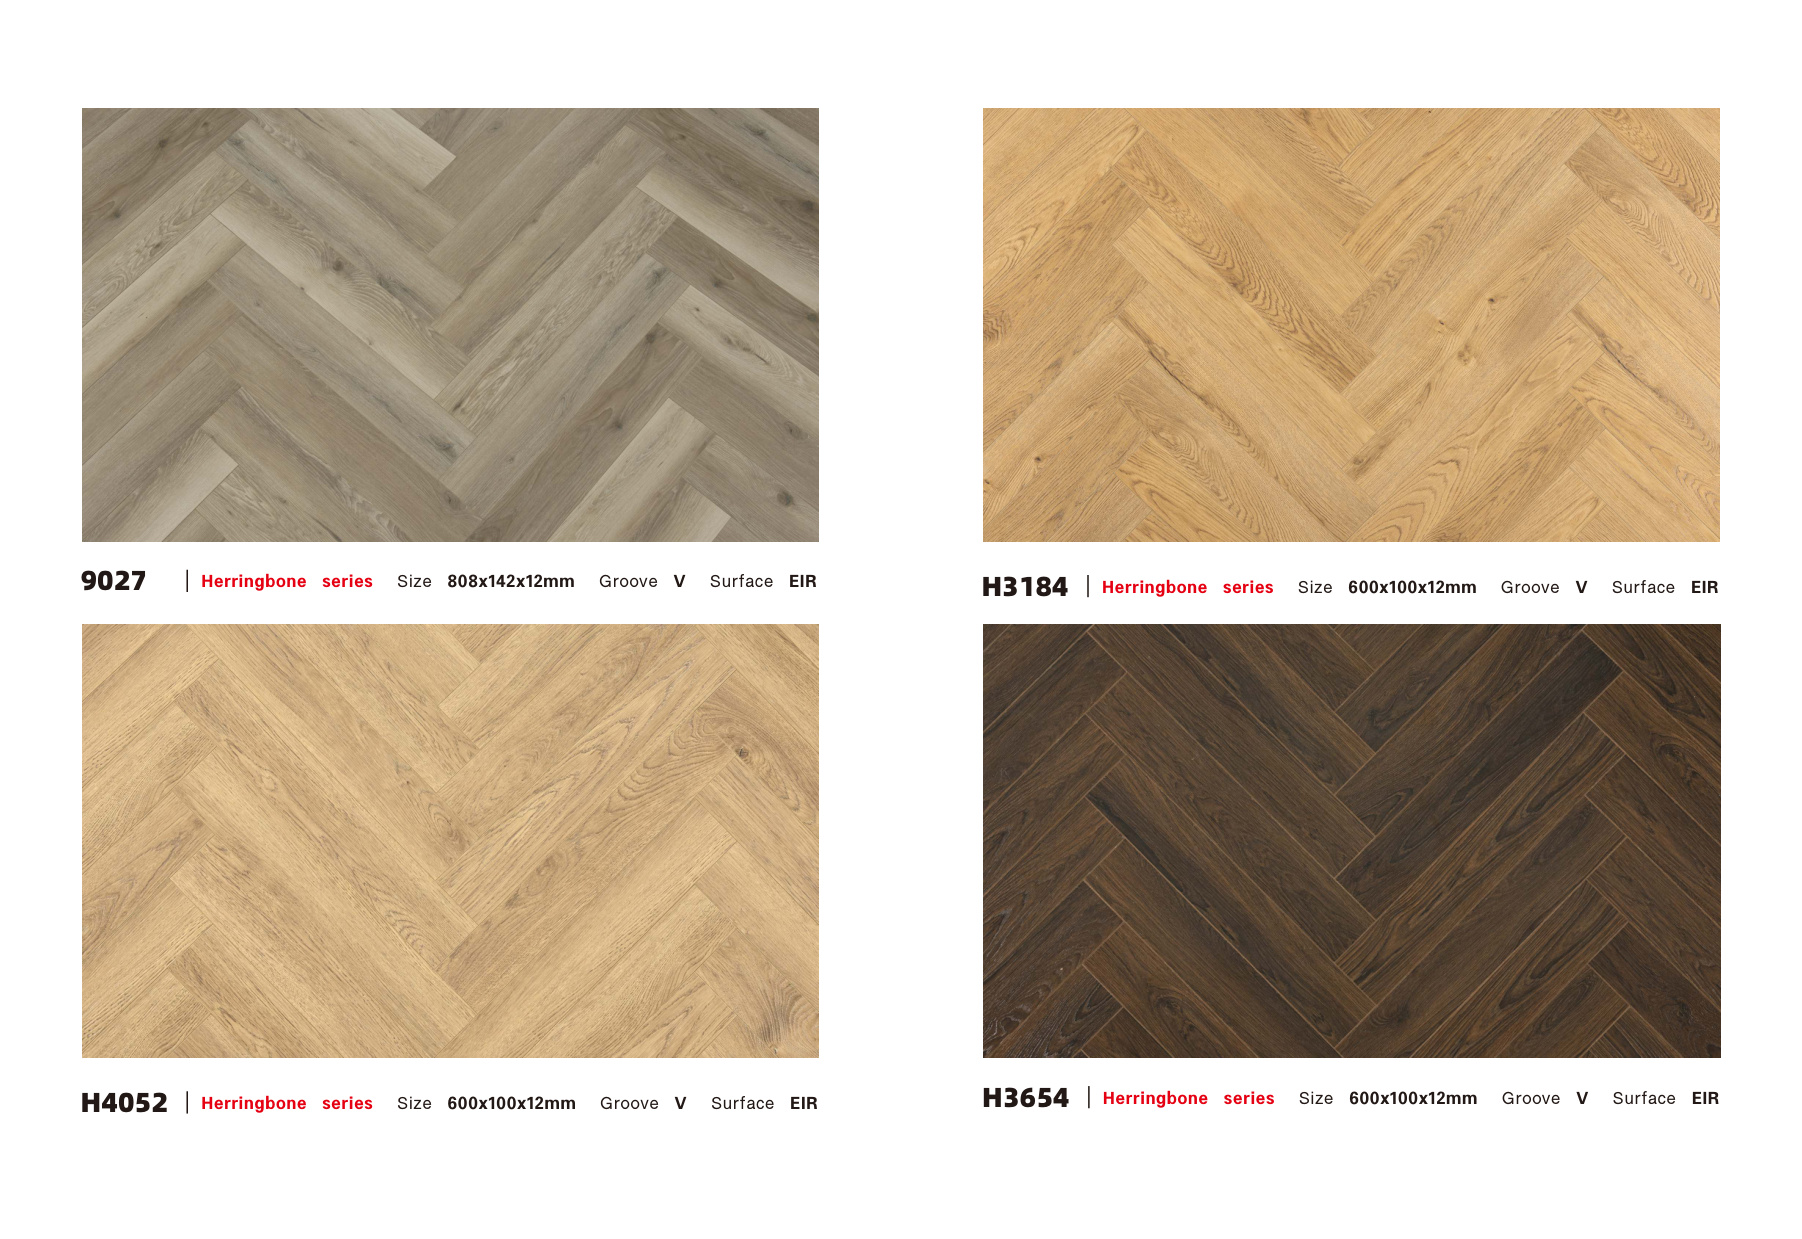 9027 | Herringbone series Size 808x142x12mm Groove V Surface EIR
H3184 | Herringbone series Size 600x100x12mm Groove V Surface EIR
H4052 | Herringbone series Size 600x100x12mm Groove V Surface EIR
H3654 | Herringbone series Size 600x100x12mm Groove V Surface EIR